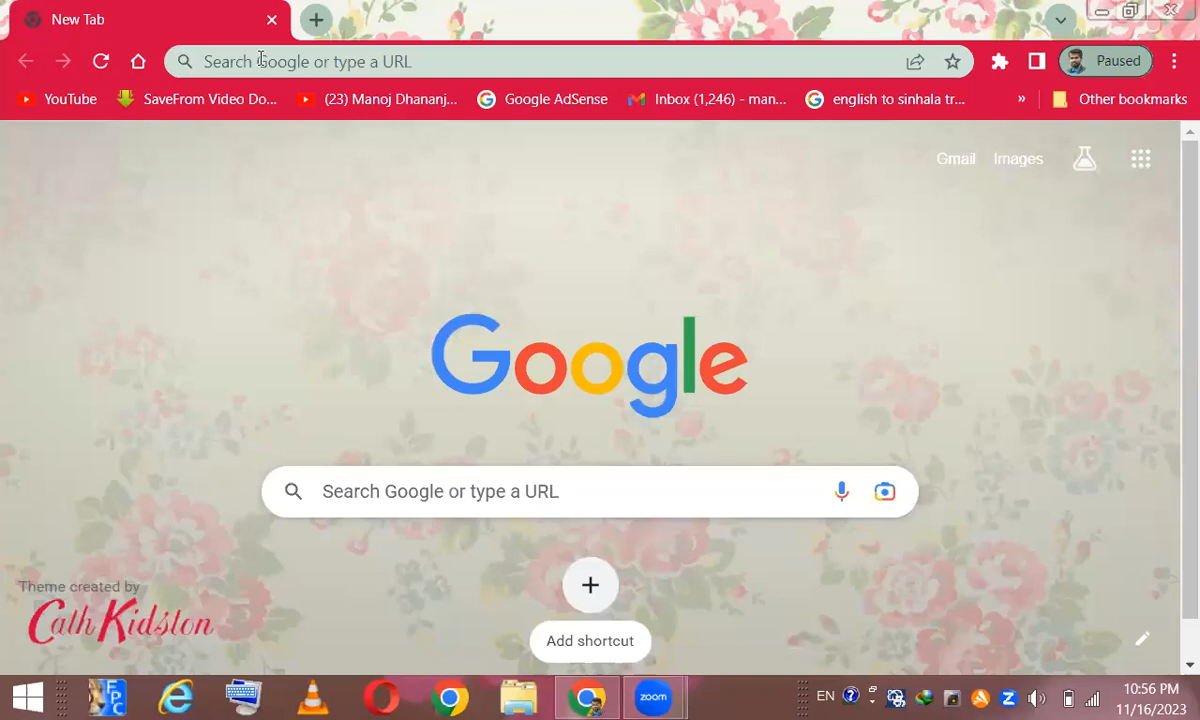 New Tab
Search Google or type a URL
Paused
YouTube
SaveFrom Video Do...
(23) Manoj Dhananj...
Google AdSense
Inbox (1,246) - man...
english to sinhala tr...
»
Other bookmarks
Gmail
Images
Google
Search Google or type a URL
Add shortcut
Theme created by
Cath Kidston
FPC
zoom
EN
10:56 PM
11/16/2023